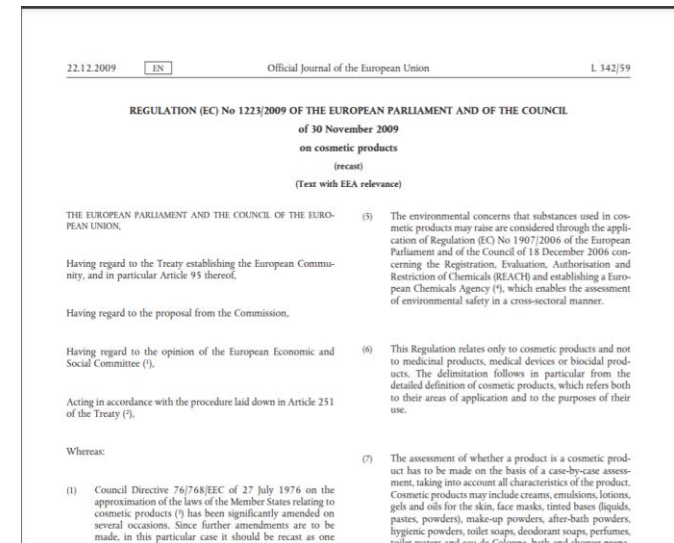 22.12.2009 EN Official Journal of the European Union L 342/59
REGULATION (EC) No 1223/2009 OF THE EUROPEAN PARLIAMENT AND OF THE COUNCIL
of 30 November 2009
on cosmetic products
(recast)
(Text with EEA relevance)
THE EUROPEAN PARLIAMENT AND THE COUNCIL OF THE EURO-
PEAN UNION,
Having regard to the Treaty establishing the European Commu-
nity, and in particular Article 95 thereof,
Having regard to the proposal from the Commission,
Having regard to the opinion of the European Economic and
Social Committee (¹),
Acting in accordance with the procedure laid down in Article 251
of the Treaty (²),
Whereas:
(1) Council Directive 76/768/EEC of 27 July 1976 on the
approximation of the laws of the Member States relating to
cosmetic products (³) has been significantly amended on
several occasions. Since further amendments are to be
made, in this particular case it should be recast as one
(5) The environmental concerns that substances used in cos-
metic products may raise are considered through the appli-
cation of Regulation (EC) No 1907/2006 of the European
Parliament and of the Council of 18 December 2006 con-
cerning the Registration, Evaluation, Authorisation and
Restriction of Chemicals (REACH) and establishing a Euro-
pean Chemicals Agency (⁴), which enables the assessment
of environmental safety in a cross-sectoral manner.
(6) This Regulation relates only to cosmetic products and not
to medicinal products, medical devices or biocidal prod-
ucts. The delimitation follows in particular from the
detailed definition of cosmetic products, which refers both
to their areas of application and to the purposes of their
use.
(7) The assessment of whether a product is a cosmetic prod-
uct has to be made on the basis of a case-by-case assess-
ment, taking into account all characteristics of the product.
Cosmetic products may include creams, emulsions, lotions,
gels and oils for the skin, face masks, tinted bases (liquids,
pastes, powders), make-up powders, after-bath powders,
hygienic powders, toilet soaps, deodorant soaps, perfumes,
toilet waters and eau de Cologne, bath and shower prepa-